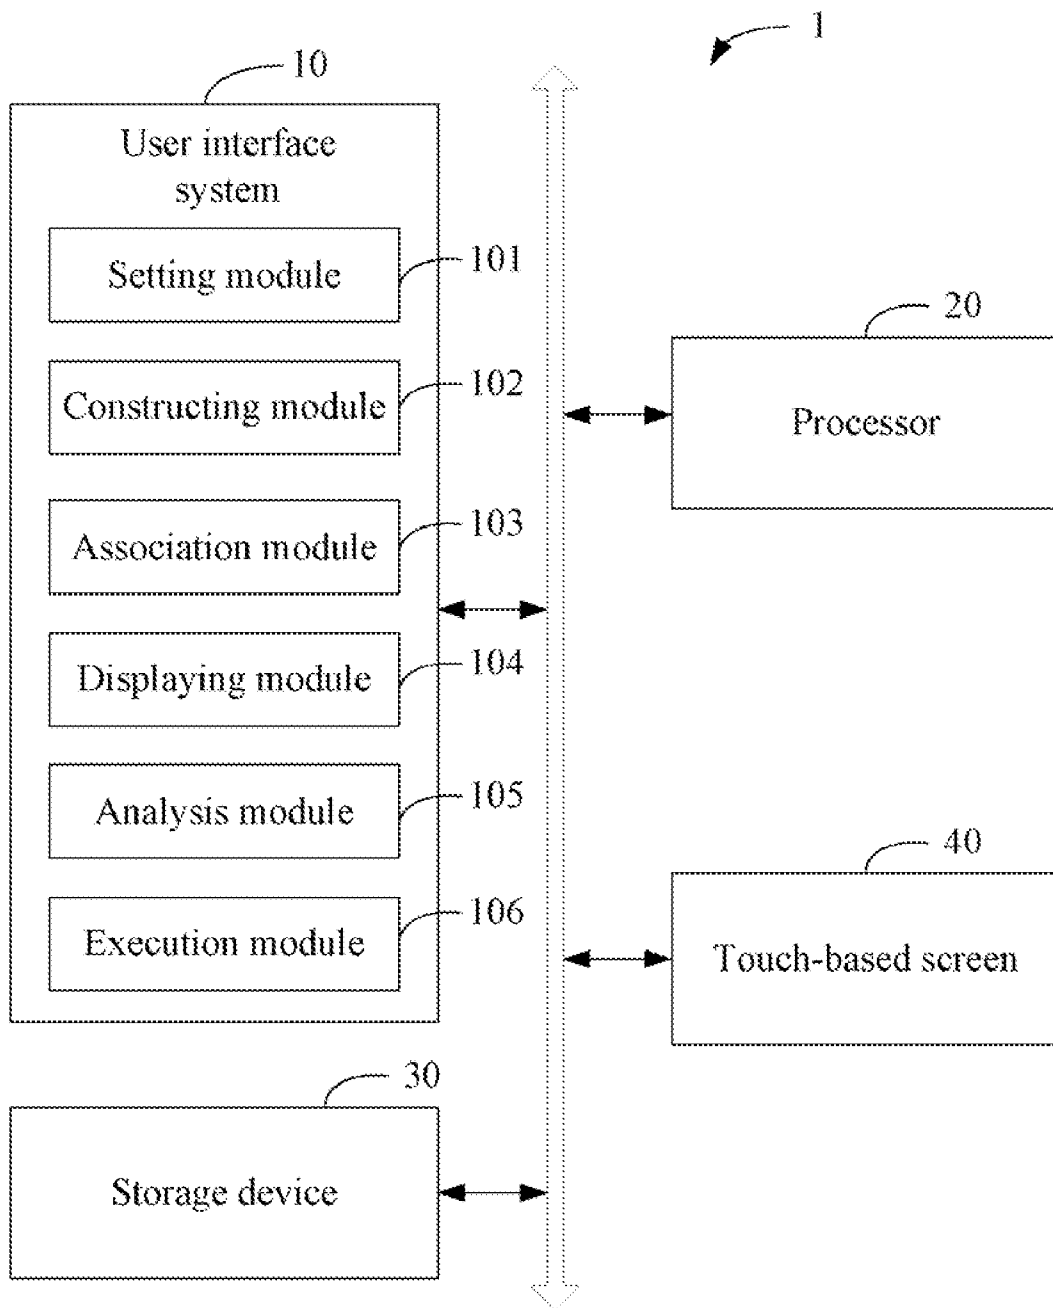 1
10
User interface
system
Setting module
101
Constructing module
102
Association module
103
Displaying module
104
Analysis module
105
Execution module
106
20
Processor
40
Touch-based screen
30
Storage device